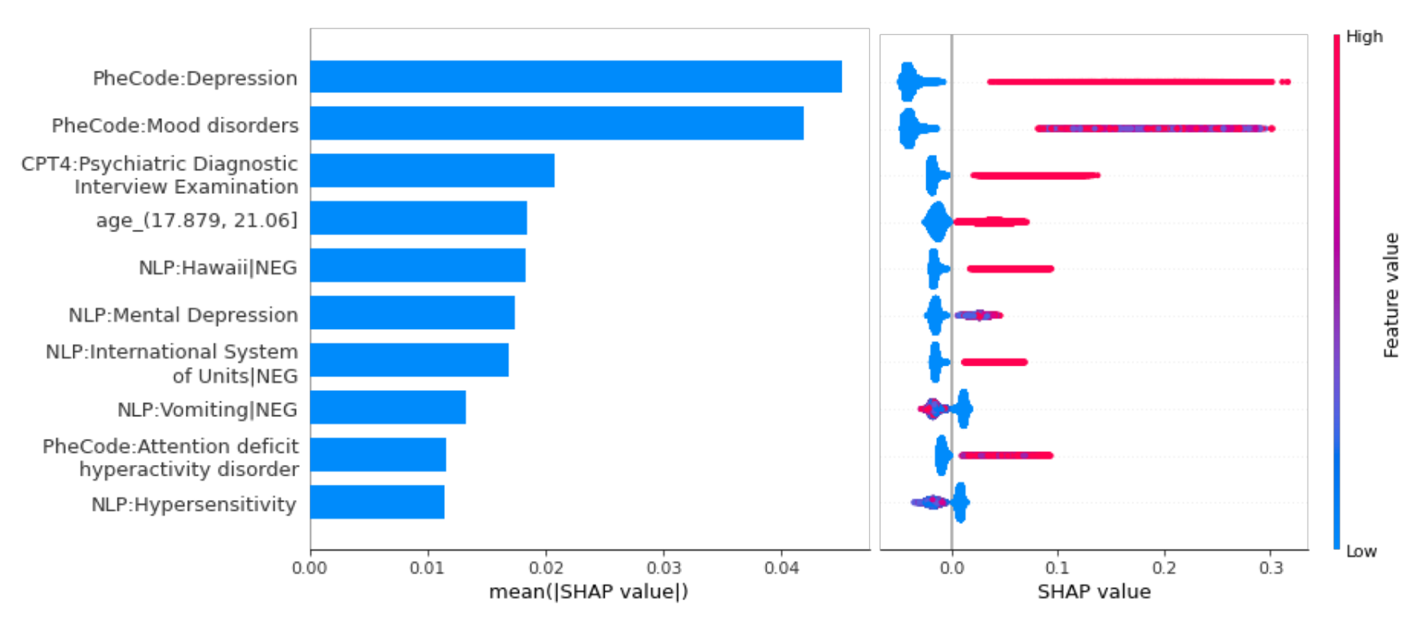 PheCode:Depression
PheCode:Mood disorders
CPT4:Psychiatric Diagnostic
Interview Examination
age_(17.879, 21.06]
NLP:Hawaii|NEG
NLP:Mental Depression
NLP:International System
of Units|NEG
NLP:Vomiting|NEG
PheCode:Attention deficit
hyperactivity disorder
NLP:Hypersensitivity
0.00 0.01 0.02 0.03 0.04
mean(|SHAP value|)
0.0 0.1 0.2 0.3
SHAP value
High
Feature value
Low